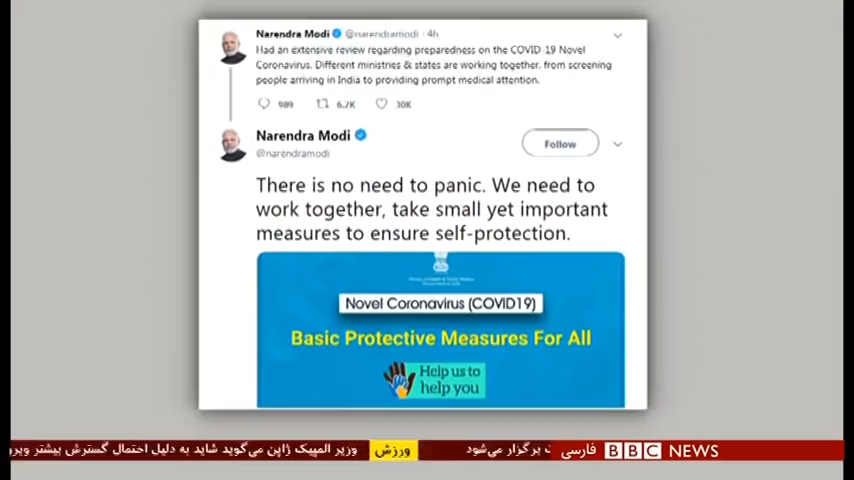 Narendra Modi @narendramodi · 4h
Had an extensive review regarding preparedness on the COVID-19 Novel
Coronavirus. Different ministries & states are working together, from screening
people arriving in India to providing prompt medical attention.
989 6.2K 30K
Narendra Modi
@narendramodi
Follow
There is no need to panic. We need to
work together, take small yet important
measures to ensure self-protection.
Novel Coronavirus (COVID19)
Basic Protective Measures For All
Help us to
help you
وزیر المپیک ژاپن می‌گوید شاید به دلیل احتمال گسترش بیشتر
ورزش
برگزار می‌شود
فارسی BBC NEWS